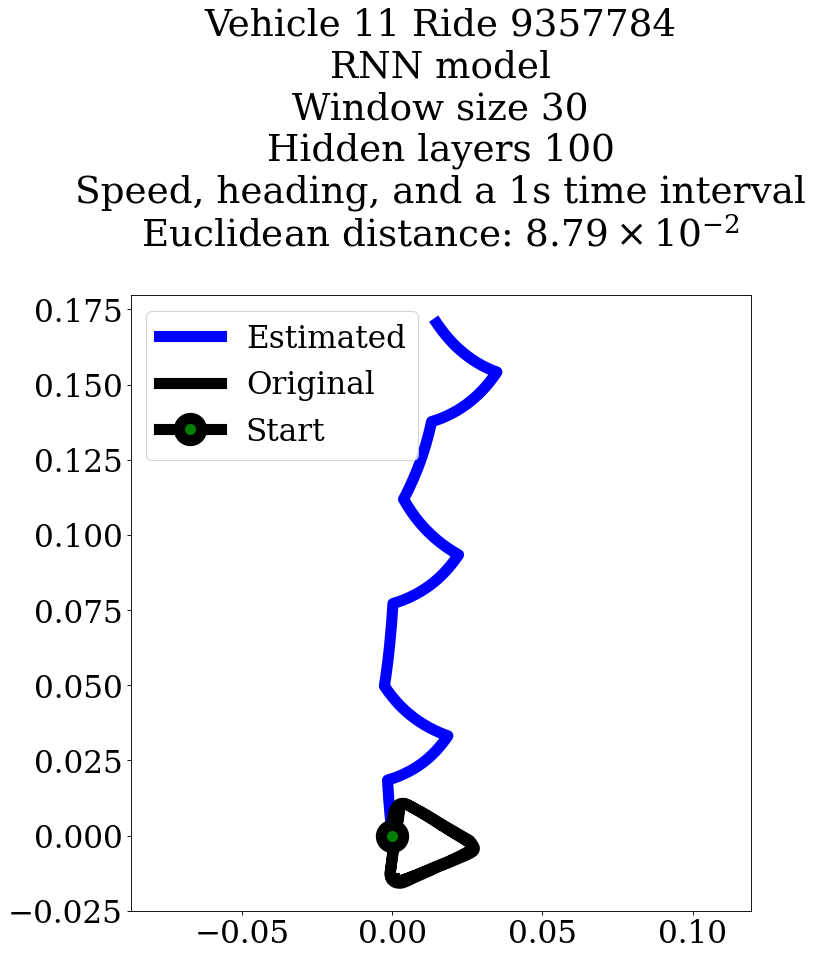 Vehicle 11 Ride 9357784
RNN model
Window size 30
Hidden layers 100
Speed, heading, and a 1s time interval
Euclidean distance: 8.79 × 10⁻²
0.175
0.150
0.125
0.100
0.075
0.050
0.025
0.000
−0.025
Estimated
Original
Start
−0.05
0.00
0.05
0.10